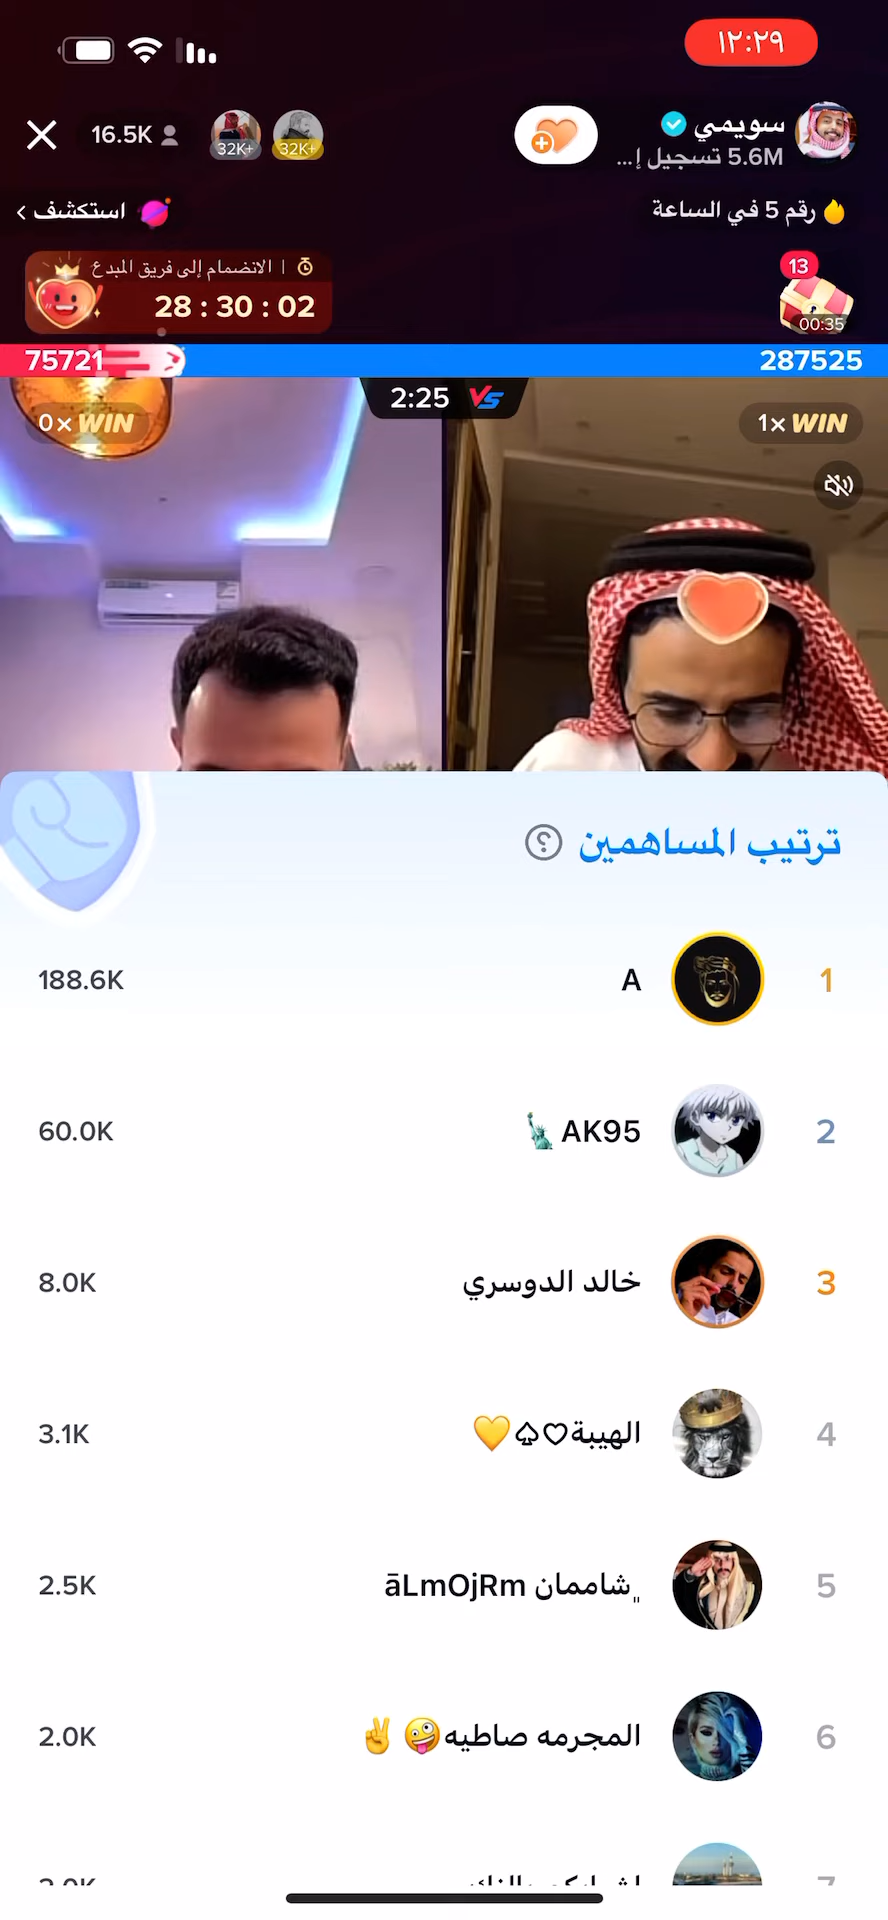 ١٢:٢٩
سويمي
5.6M تسجيل إ...
32K+
32K+
16.5K
رقم 5 في الساعة
استكشف
الانضمام إلى فريق المبدع
28 : 30 : 02
13
00:35
75721
287525
2:25 VS
0× WIN
1× WIN
ترتيب المساهمين
1 A 188.6K
2 AK95🗽 60.0K
3 خالد الدوسري 8.0K
4 الهيبة♡♤💛 3.1K
5 شاممان āLmOjRm 2.5K
6 المجرمه صاطيه🤪✌️ 2.0K